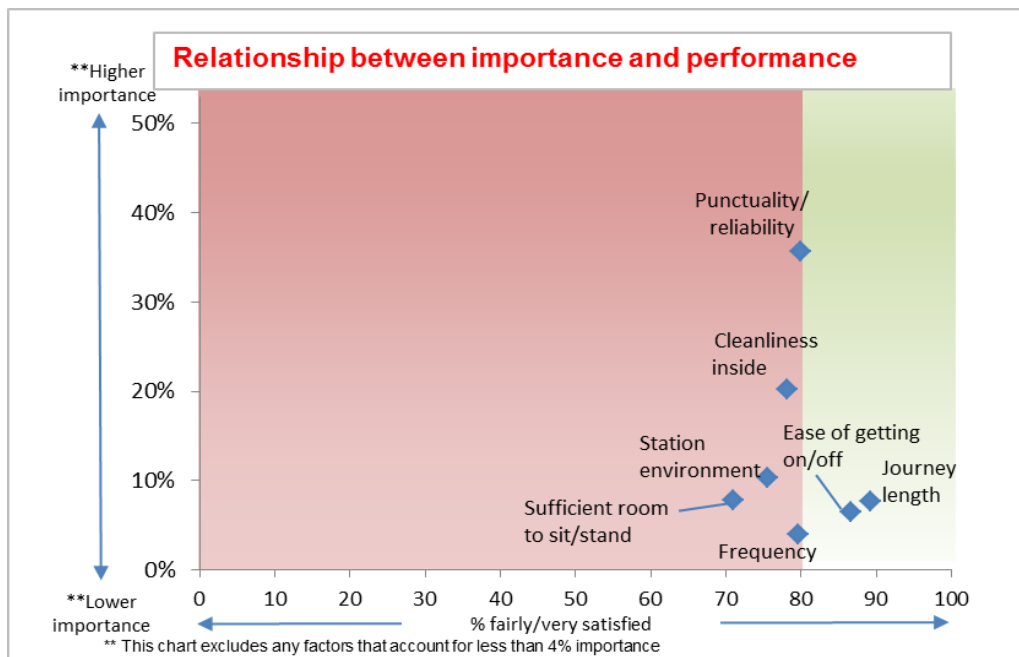 Relationship between importance and performance
**Higher
importance
50%
40%
30%
20%
10%
0%
Punctuality/
reliability
Cleanliness
inside
Station
environment
Ease of getting
on/off
Journey
length
Sufficient room
to sit/stand
Frequency
**Lower
importance
0 10 20 30 40 50 60 70 80 90 100
% fairly/very satisfied
** This chart excludes any factors that account for less than 4% importance